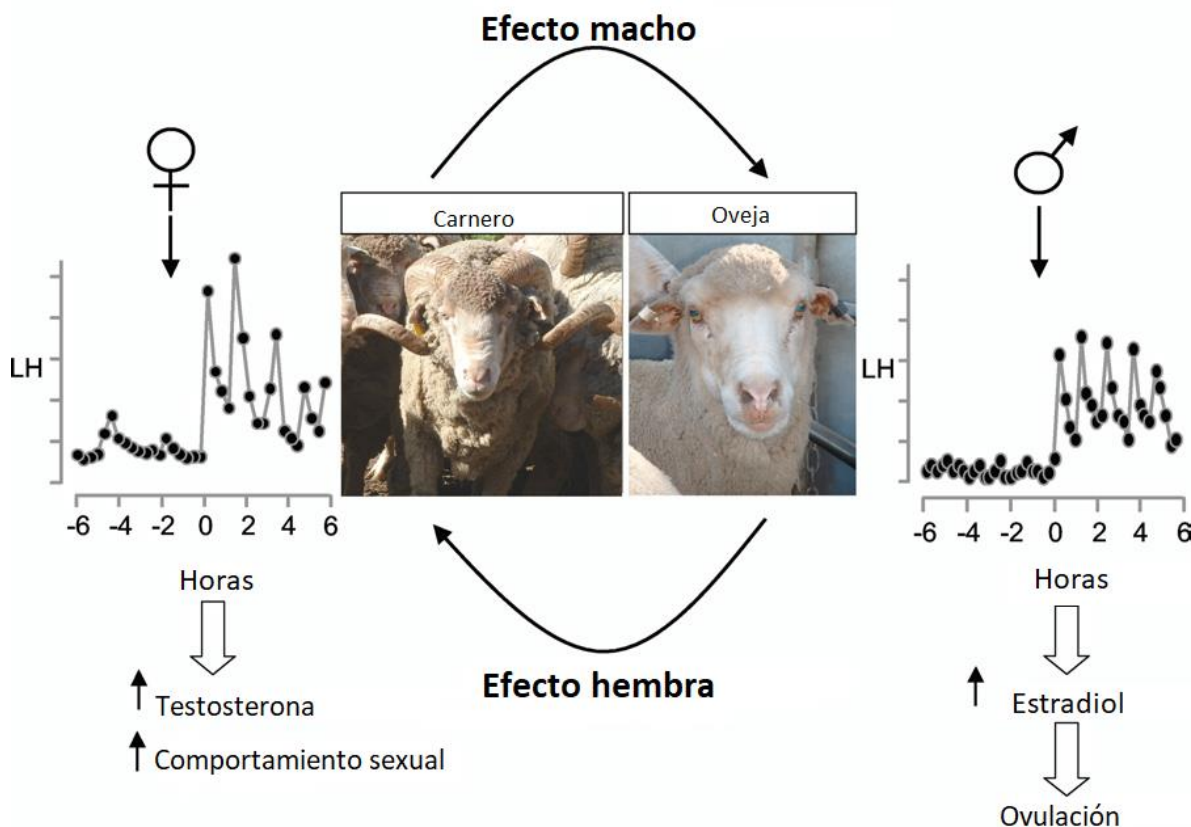 Efecto macho
Carnero
Oveja
LH
-6 -4 -2 0 2 4 6
Horas
Testosterona
Comportamiento sexual
LH
-6 -4 -2 0 2 4 6
Horas
Estradiol
Ovulación
Efecto hembra